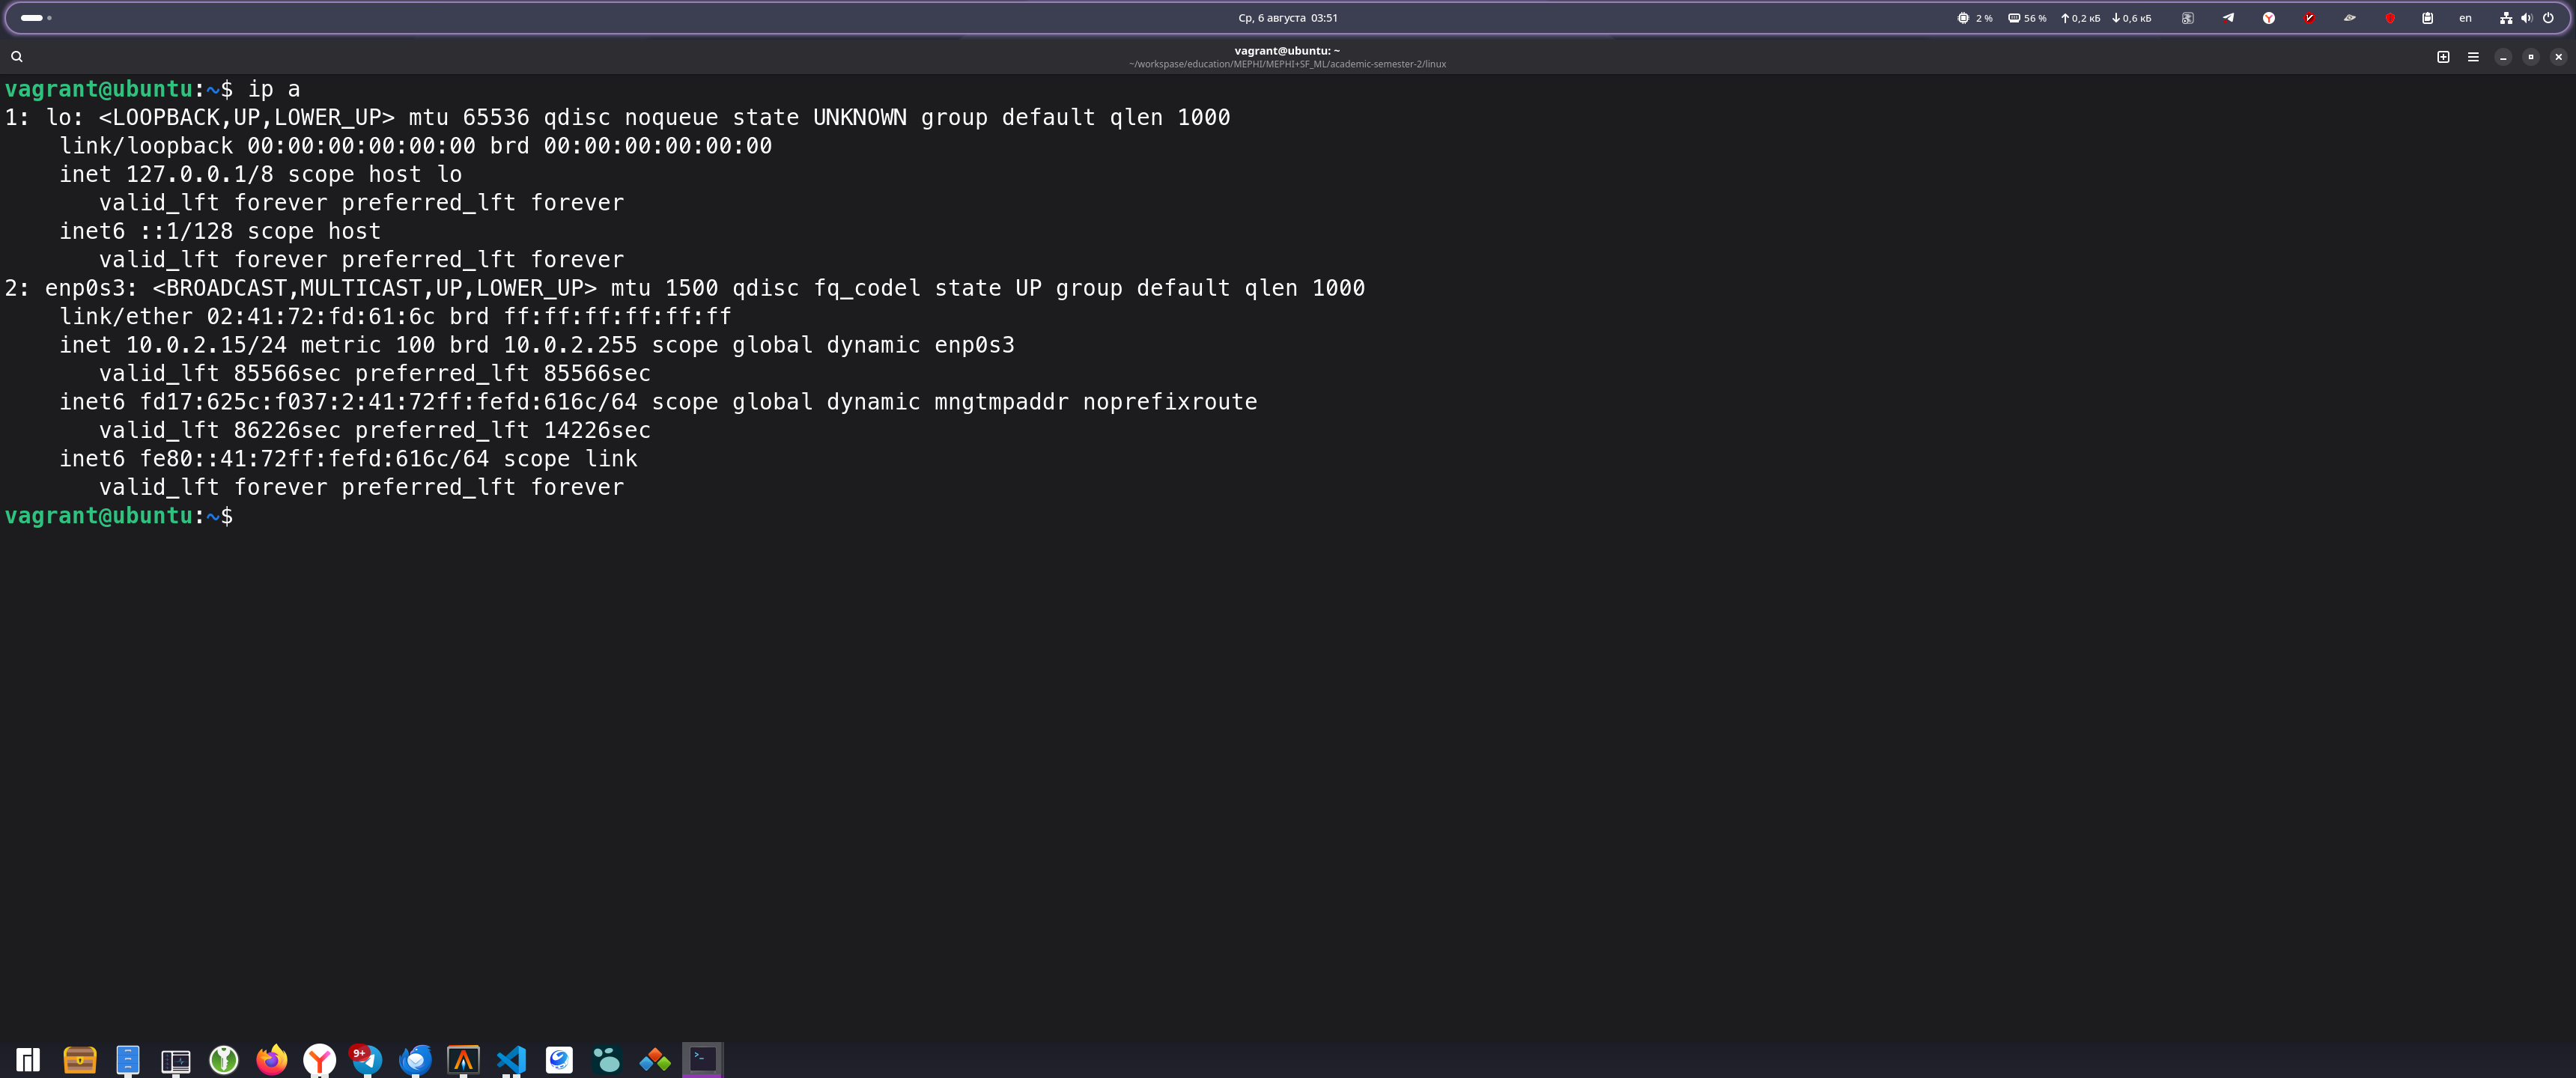 Ср, 6 августа 03:51
2 % 56 % 0,2 кБ 0,6 кБ en
vagrant@ubuntu: ~
~/workspase/education/MEPHI/MEPHI+SF_ML/academic-semester-2/linux
vagrant@ubuntu:~$ ip a
1: lo: <LOOPBACK,UP,LOWER_UP> mtu 65536 qdisc noqueue state UNKNOWN group default qlen 1000
    link/loopback 00:00:00:00:00:00 brd 00:00:00:00:00:00
    inet 127.0.0.1/8 scope host lo
       valid_lft forever preferred_lft forever
    inet6 ::1/128 scope host
       valid_lft forever preferred_lft forever
2: enp0s3: <BROADCAST,MULTICAST,UP,LOWER_UP> mtu 1500 qdisc fq_codel state UP group default qlen 1000
    link/ether 02:41:72:fd:61:6c brd ff:ff:ff:ff:ff:ff
    inet 10.0.2.15/24 metric 100 brd 10.0.2.255 scope global dynamic enp0s3
       valid_lft 85566sec preferred_lft 85566sec
    inet6 fd17:625c:f037:2:41:72ff:fefd:616c/64 scope global dynamic mngtmpaddr noprefixroute
       valid_lft 86226sec preferred_lft 14226sec
    inet6 fe80::41:72ff:fefd:616c/64 scope link
       valid_lft forever preferred_lft forever
vagrant@ubuntu:~$
9+